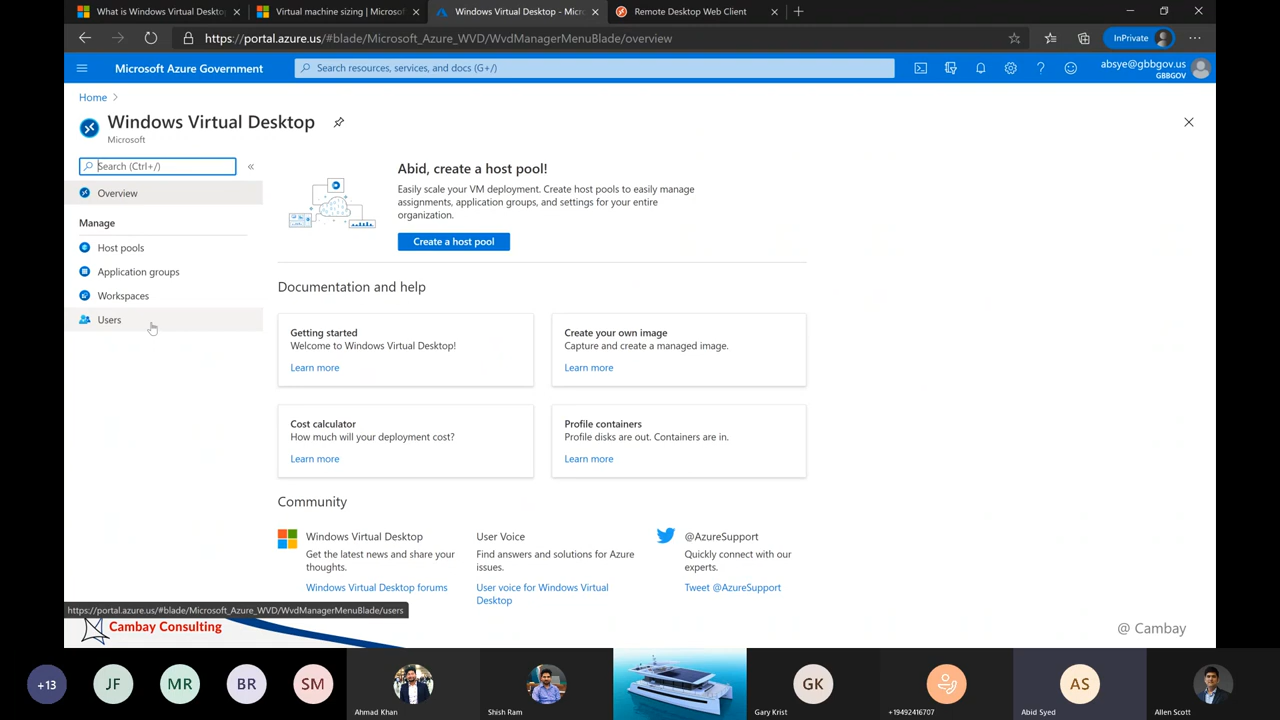 What is Windows Virtual Desktop
Virtual machine sizing | Microsoft
Windows Virtual Desktop - Micro
Remote Desktop Web Client
https://portal.azure.us/#blade/Microsoft_Azure_WVD/WvdManagerMenuBlade/overview
InPrivate
Microsoft Azure Government
Search resources, services, and docs (G+/)
absye@gbbgov.us
GBBGOV
Home
Windows Virtual Desktop
Microsoft
Search (Ctrl+/)
Overview
Manage
Host pools
Application groups
Workspaces
Users
Abid, create a host pool!
Easily scale your VM deployment. Create host pools to easily manage
assignments, application groups, and settings for your entire
organization.
Create a host pool
Documentation and help
Getting started
Welcome to Windows Virtual Desktop!
Learn more
Create your own image
Capture and create a managed image.
Learn more
Cost calculator
How much will your deployment cost?
Learn more
Profile containers
Profile disks are out. Containers are in.
Learn more
Community
Windows Virtual Desktop
Get the latest news and share your
thoughts.
Windows Virtual Desktop forums
User Voice
Find answers and solutions for Azure
issues.
User voice for Windows Virtual
Desktop
@AzureSupport
Quickly connect with our
experts.
Tweet @AzureSupport
https://portal.azure.us/#blade/Microsoft_Azure_WVD/WvdManagerMenuBlade/users
Cambay Consulting
@ Cambay
+13
JF
MR
BR
SM
Ahmad Khan
Shish Ram
GK
Gary Krist
+19492416707
AS
Abid Syed
Allen Scott